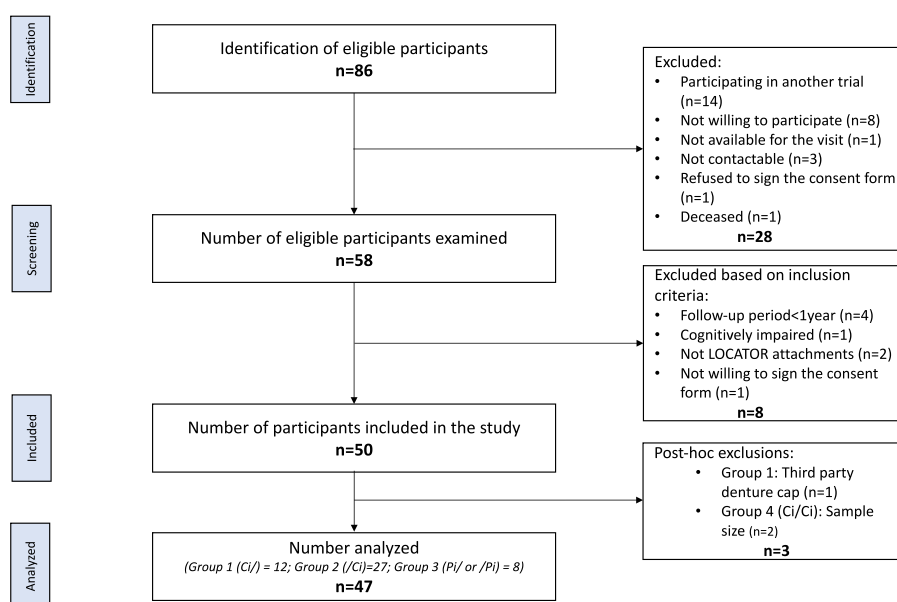 Identification
Identification of eligible participants
n=86
Excluded:
• Participating in another trial
(n=14)
• Not willing to participate (n=8)
• Not available for the visit (n=1)
• Not contactable (n=3)
• Refused to sign the consent form
(n=1)
• Deceased (n=1)
n=28
Screening
Number of eligible participants examined
n=58
Excluded based on inclusion
criteria:
• Follow-up period<1year (n=4)
• Cognitively impaired (n=1)
• Not LOCATOR attachments (n=2)
• Not willing to sign the consent
form (n=1)
n=8
Included
Number of participants included in the study
n=50
Post-hoc exclusions:
• Group 1: Third party
denture cap (n=1)
• Group 4 (Ci/Ci): Sample
size (n=2)
n=3
Analyzed
Number analyzed
(Group 1 (Ci/) = 12; Group 2 (/Ci)=27; Group 3 (Pi/ or /Pi) = 8)
n=47